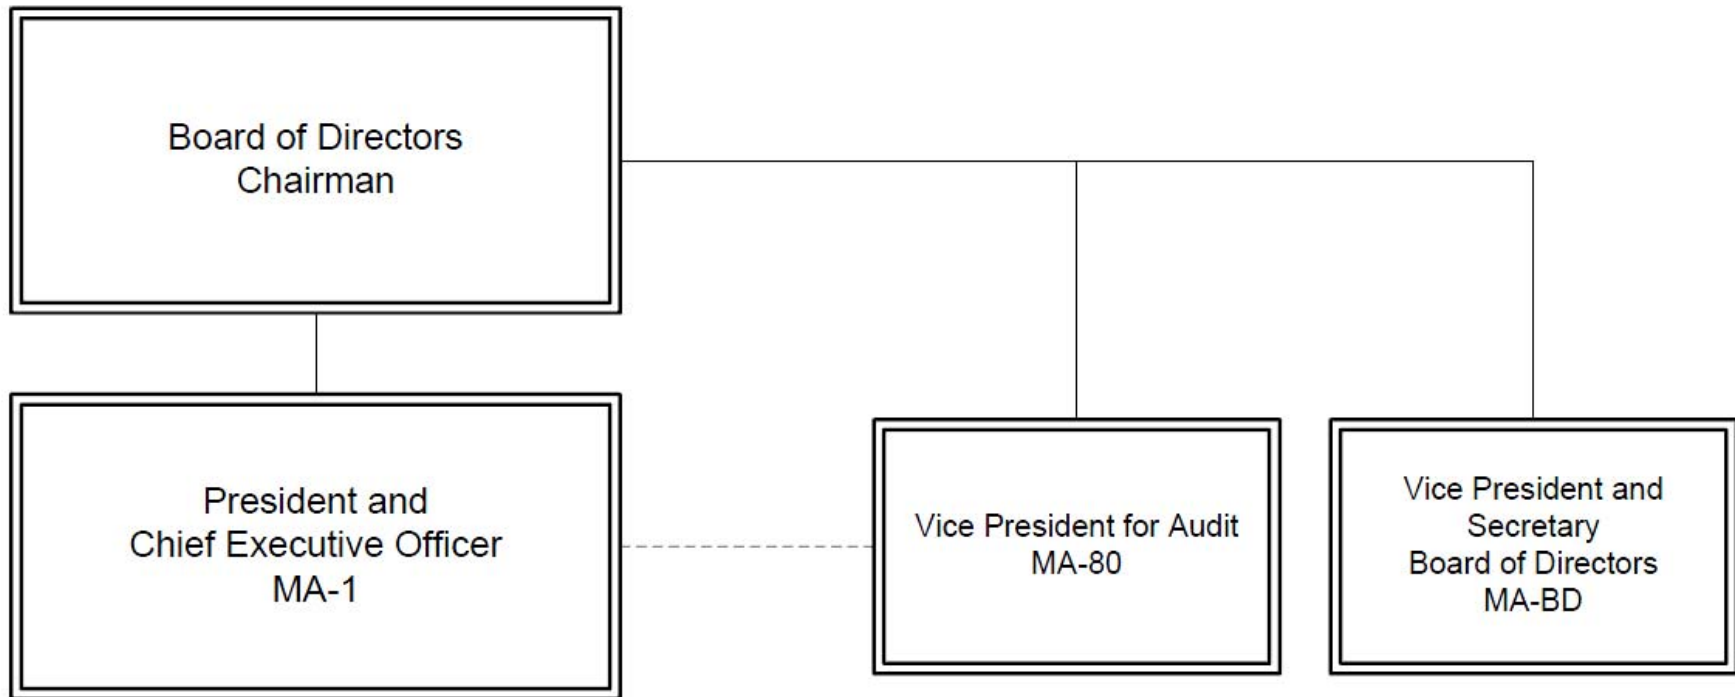 Board of Directors
Chairman
President and
Chief Executive Officer
MA-1
Vice President for Audit
MA-80
Vice President and
Secretary
Board of Directors
MA-BD